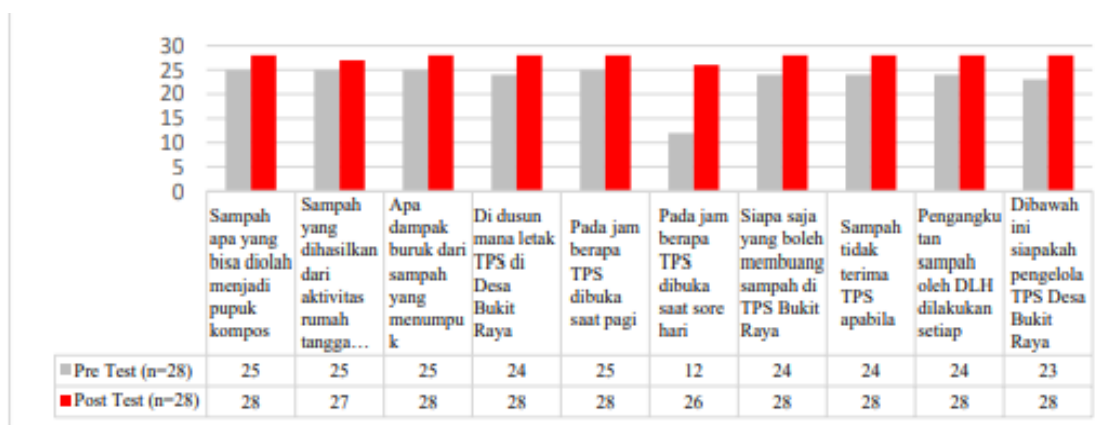 30
25
20
15
10
5
0
Sampah
apa yang
bisa diolah
menjadi
pupuk
kompos
Sampah
yang
dihasilkan
dari
aktivitas
rumah
tangga…
Apa
dampak
buruk dari
sampah
yang
menumpu
k
Di dusun
mana letak
TPS di
Desa
Bukit
Raya
Pada jam
berapa
TPS
dibuka
saat pagi
Pada jam
berapa
TPS
dibuka
saat sore
hari
Siapa saja
yang boleh
membuang
sampah di
TPS Bukit
Raya
Sampah
tidak
terima
TPS
apabila
Pengangku
tan
sampah
oleh DLH
dilakukan
setiap
Dibawah
ini
siapakah
pengelola
TPS Desa
Bukit
Raya
Pre Test (n=28) 25 25 25 24 25 12 24 24 24 23
Post Test (n=28) 28 27 28 28 28 26 28 28 28 28